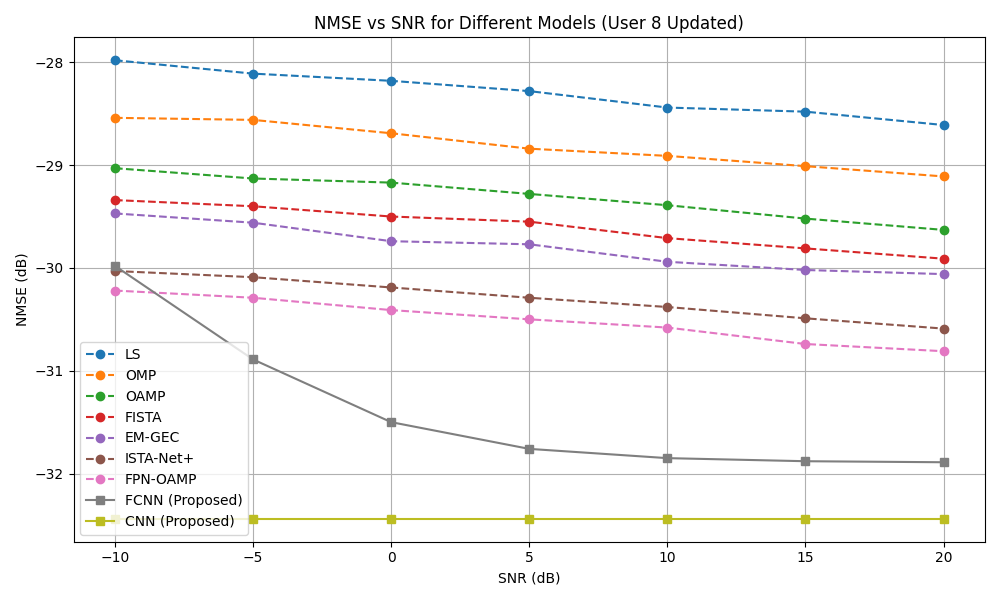 NMSE vs SNR for Different Models (User 8 Updated)
NMSE (dB)
−28
−29
−30
−31
−32
LS
OMP
OAMP
FISTA
EM-GEC
ISTA-Net+
FPN-OAMP
FCNN (Proposed)
CNN (Proposed)
−10 −5 0 5 10 15 20
SNR (dB)